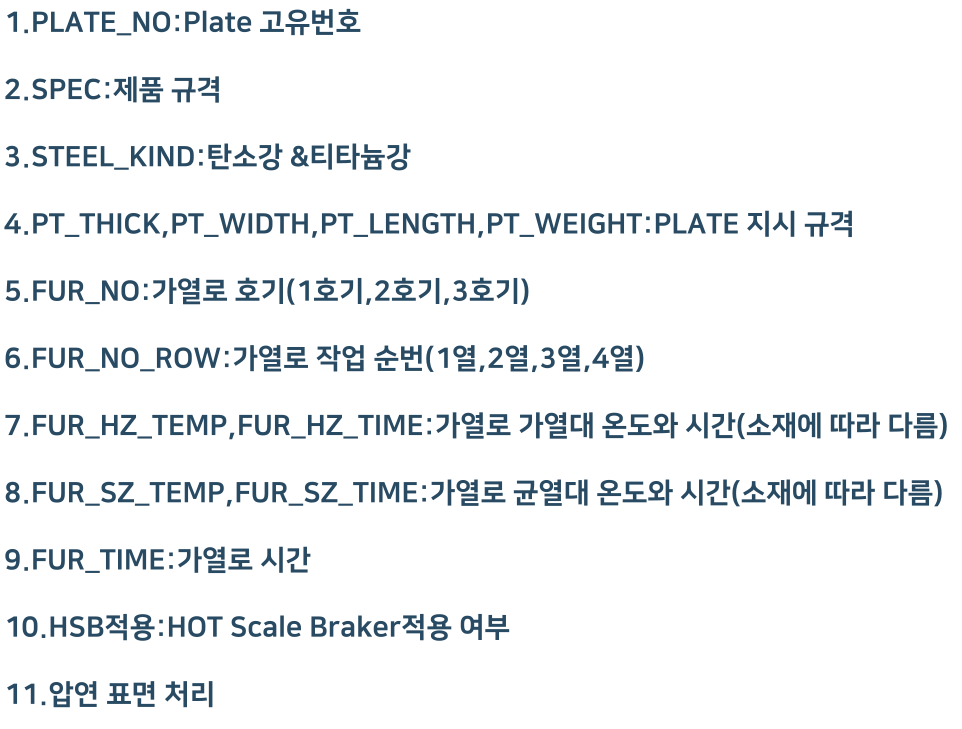 1.PLATE_NO:Plate 고유번호
2.SPEC:제품 규격
3.STEEL_KIND:탄소강 &티타늄강
4.PT_THICK,PT_WIDTH,PT_LENGTH,PT_WEIGHT:PLATE 지시 규격
5.FUR_NO:가열로 호기(1호기,2호기,3호기)
6.FUR_NO_ROW:가열로 작업 순번(1열,2열,3열,4열)
7.FUR_HZ_TEMP,FUR_HZ_TIME:가열로 가열대 온도와 시간(소재에 따라 다름)
8.FUR_SZ_TEMP,FUR_SZ_TIME:가열로 균열대 온도와 시간(소재에 따라 다름)
9.FUR_TIME:가열로 시간
10.HSB적용:HOT Scale Braker적용 여부
11.압연 표면 처리